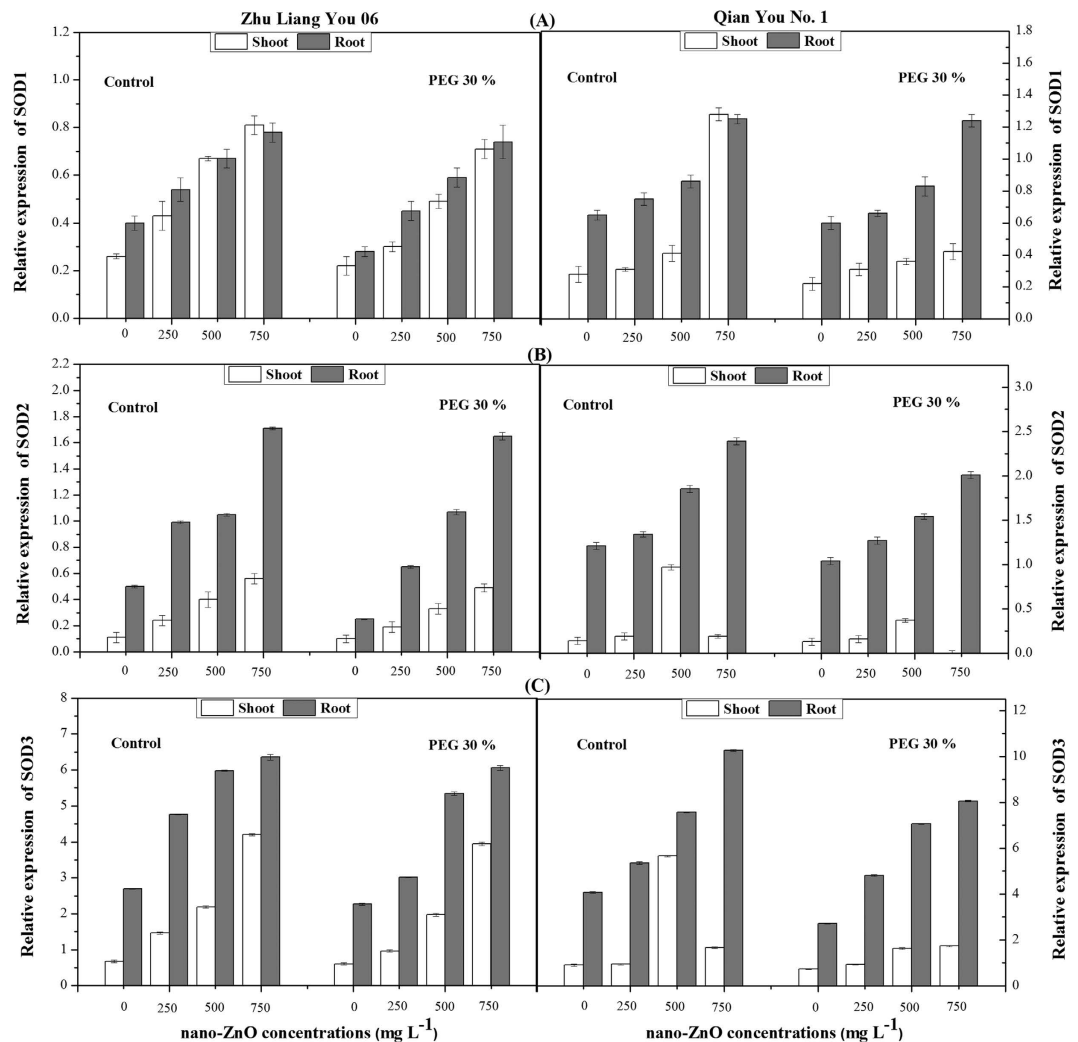 Zhu Liang You 06
(A)
Qian You No. 1
Shoot Root
Shoot Root
Control
PEG 30 %
Control
PEG 30 %
Relative expression of SOD1
1.2
1.0
0.8
0.6
0.4
0.2
0.0
1.8
1.6
1.4
1.2
1.0
0.8
0.6
0.4
0.2
0.0
Relative expression of SOD1
0 250 500 750 0 250 500 750
0 250 500 750 0 250 500 750
(B)
Shoot Root
Shoot Root
Control
PEG 30 %
Control
PEG 30 %
Relative expression of SOD2
2.2
2.0
1.8
1.6
1.4
1.2
1.0
0.8
0.6
0.4
0.2
0.0
3.0
2.5
2.0
1.5
1.0
0.5
0.0
Relative expression of SOD2
0 250 500 750 0 250 500 750
0 250 500 750 0 250 500 750
(C)
Shoot Root
Shoot Root
Control
PEG 30 %
Control
PEG 30 %
Relative expression of SOD3
8
7
6
5
4
3
2
1
0
12
10
8
6
4
2
0
Relative expression of SOD3
0 250 500 750 0 250 500 750
0 250 500 750 0 250 500 750
nano-ZnO concentrations (mg L-1)
nano-ZnO concentrations (mg L-1)